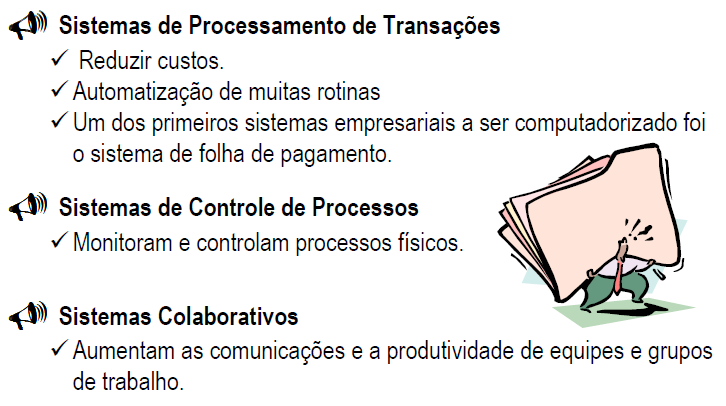 Sistemas de Processamento de Transações
✓ Reduzir custos.
✓ Automatização de muitas rotinas
✓ Um dos primeiros sistemas empresariais a ser computadorizado foi
o sistema de folha de pagamento.
Sistemas de Controle de Processos
✓ Monitoram e controlam processos físicos.
Sistemas Colaborativos
✓ Aumentam as comunicações e a produtividade de equipes e grupos
de trabalho.